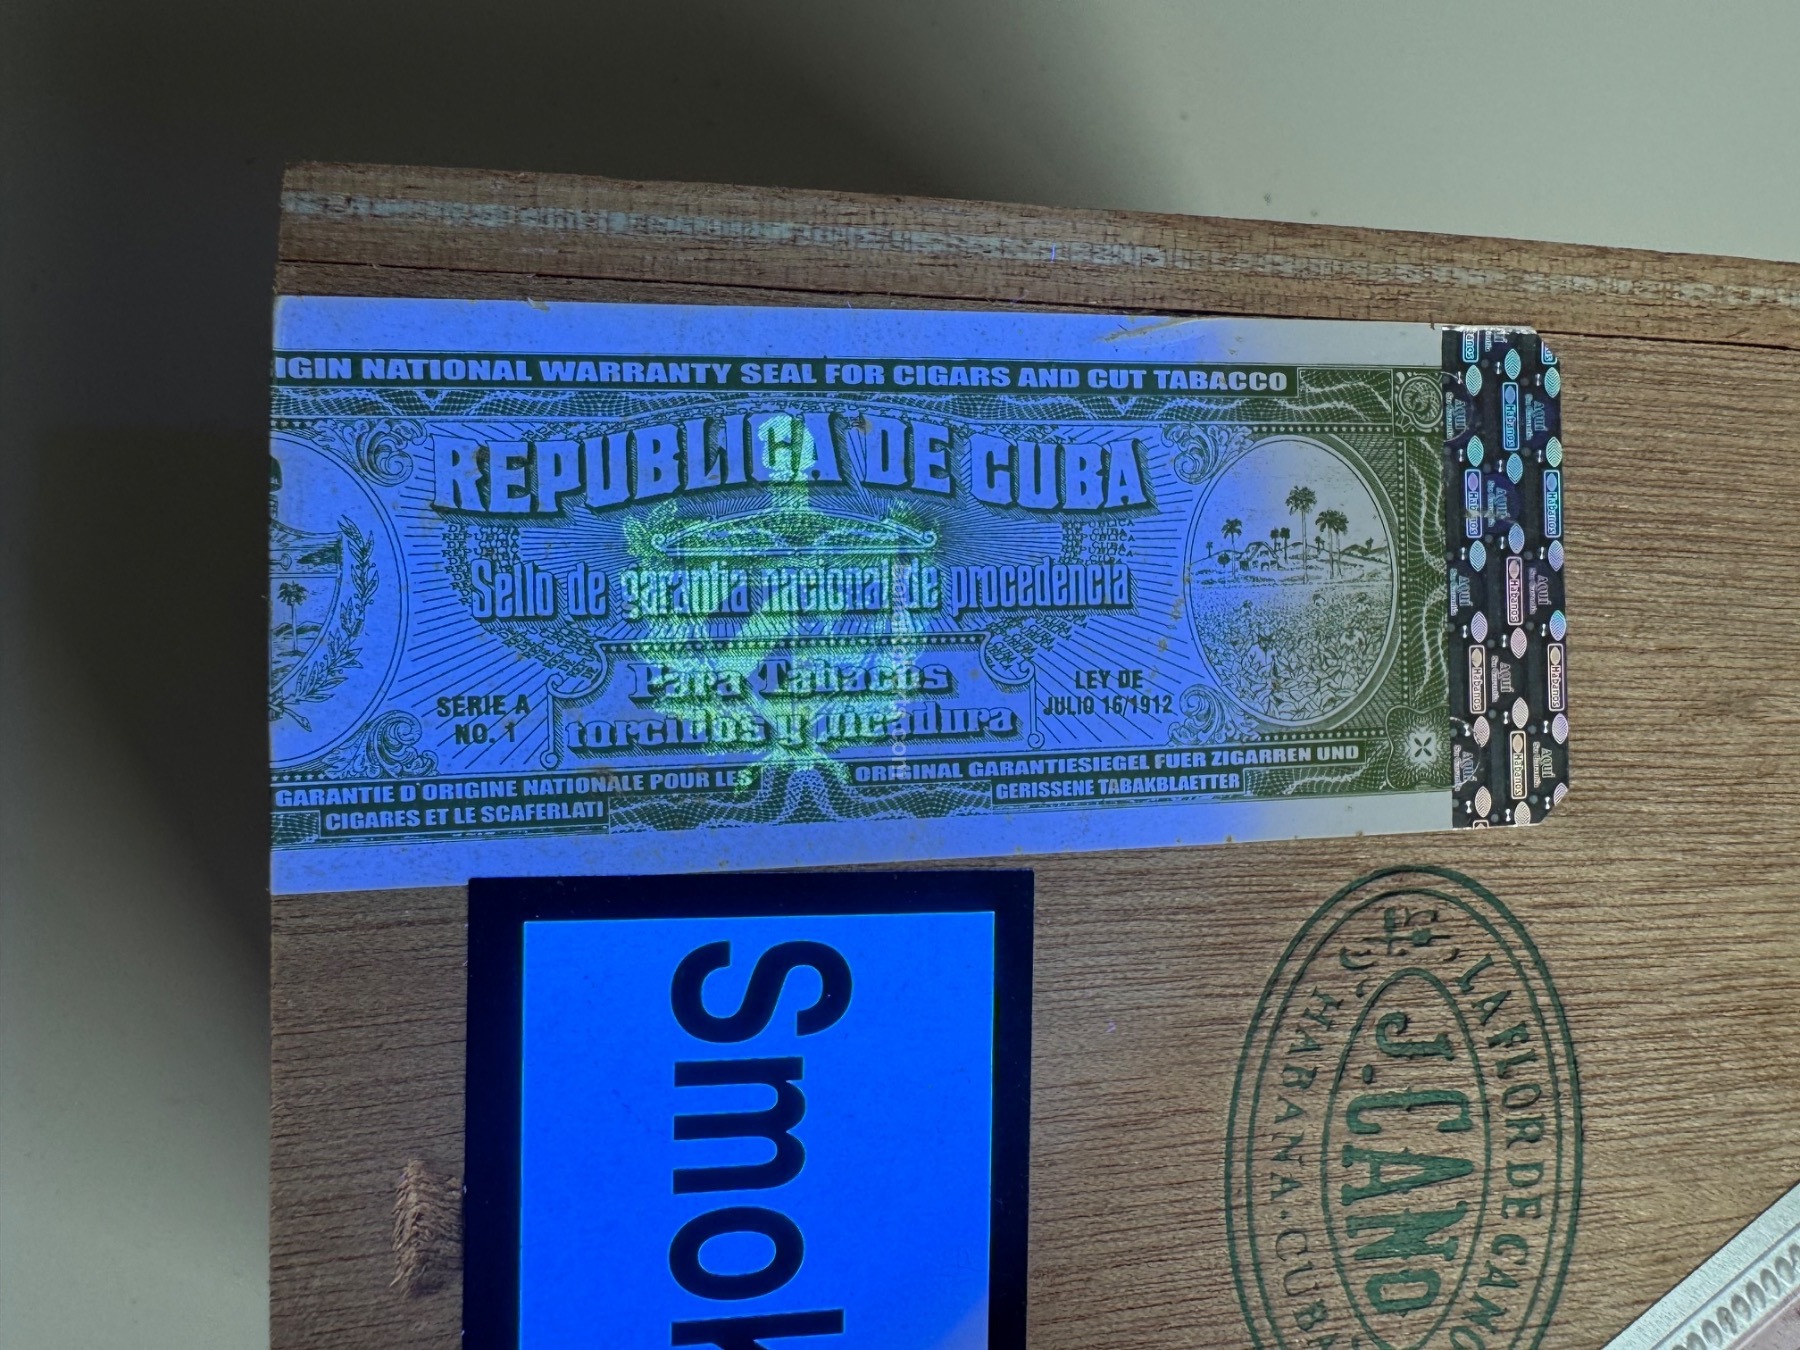 IGIN NATIONAL WARRANTY SEAL FOR CIGARS AND CUT TABACCO
REPUBLICA DE CUBA
Sello de garantia nacional de procedencia
Para Tabacos
torcidos y picadura
SERIE A
NO. 1
LEY DE
JULIO 16/1912
GARANTIE D'ORIGINE NATIONALE POUR LES
CIGARES ET LE SCAFERLATI
ORIGINAL GARANTIESIEGEL FUER ZIGARREN UND
GERISSENE TABAKBLAETTER
Habanos
Aqui
Smok
LA FLOR DE CANO
J. CANO
HABANA. CUBA